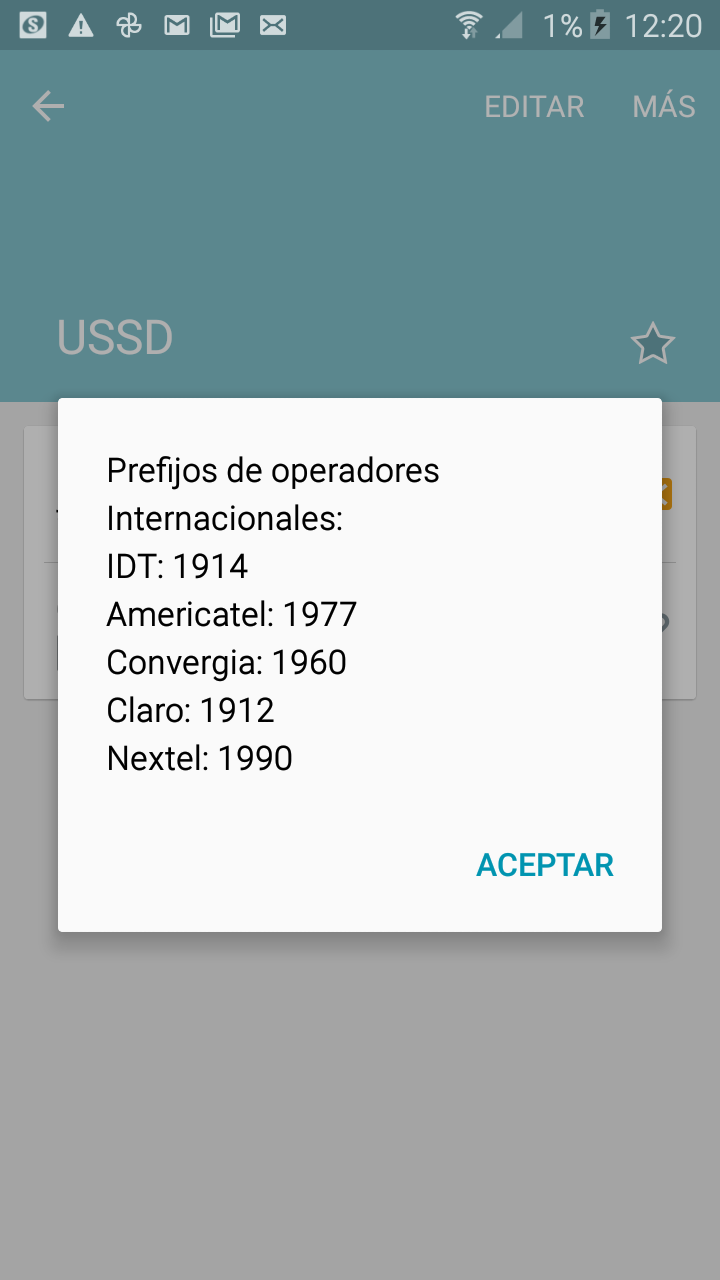 1% 12:20
EDITAR MÁS
USSD
Prefijos de operadores
Internacionales:
IDT: 1914
Americatel: 1977
Convergia: 1960
Claro: 1912
Nextel: 1990
ACEPTAR